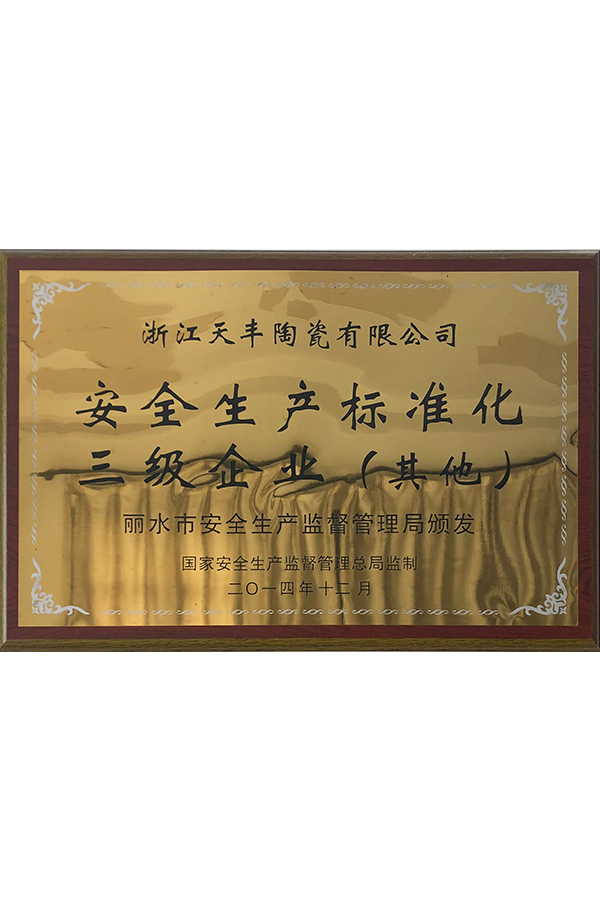 浙江天丰陶瓷有限公司
安全生产标准化
三级企业（其他）
丽水市安全生产监督管理局颁发
国家安全生产监督管理总局监制
二〇一四年十二月